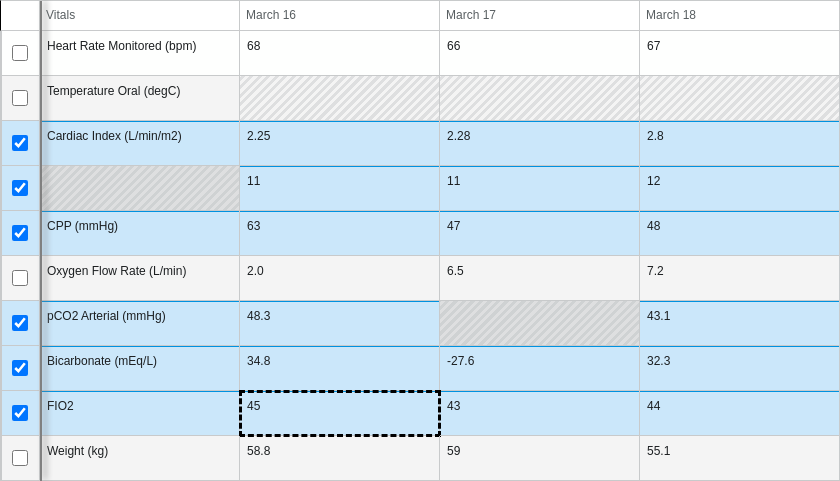 Vitals March 16 March 17 March 18
Heart Rate Monitored (bpm) 68 66 67
Temperature Oral (degC)
Cardiac Index (L/min/m2) 2.25 2.28 2.8
11 11 12
CPP (mmHg) 63 47 48
Oxygen Flow Rate (L/min) 2.0 6.5 7.2
pCO2 Arterial (mmHg) 48.3 43.1
Bicarbonate (mEq/L) 34.8 -27.6 32.3
FIO2 45 43 44
Weight (kg) 58.8 59 55.1